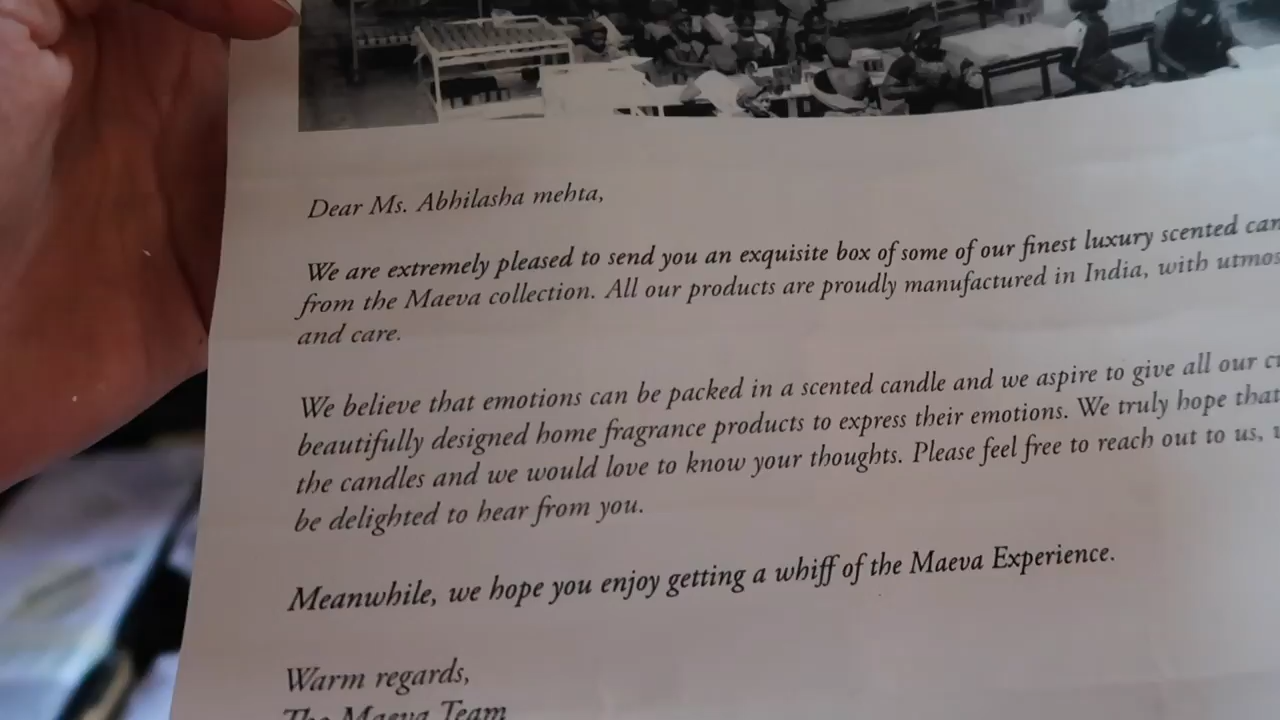 Dear Ms. Abhilasha mehta,
We are extremely pleased to send you an exquisite box of some of our finest luxury scented
from the Maeva collection. All our products are proudly manufactured in India, with
and care.
We believe that emotions can be packed in a scented candle and we aspire to give all our
beautifully designed home fragrance products to express their emotions. We truly hope that
the candles and we would love to know your thoughts. Please feel free to reach out to us,
be delighted to hear from you.
Meanwhile, we hope you enjoy getting a whiff of the Maeva Experience.
Warm regards,
The Maeva Team